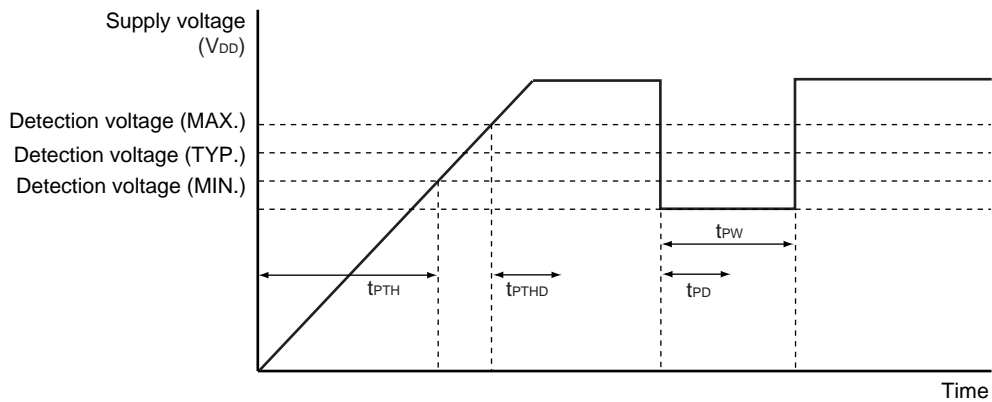 Supply voltage
(VDD)
Detection voltage (MAX.)
Detection voltage (TYP.)
Detection voltage (MIN.)
tPW
tPTH
tPTHD
tPD
Time